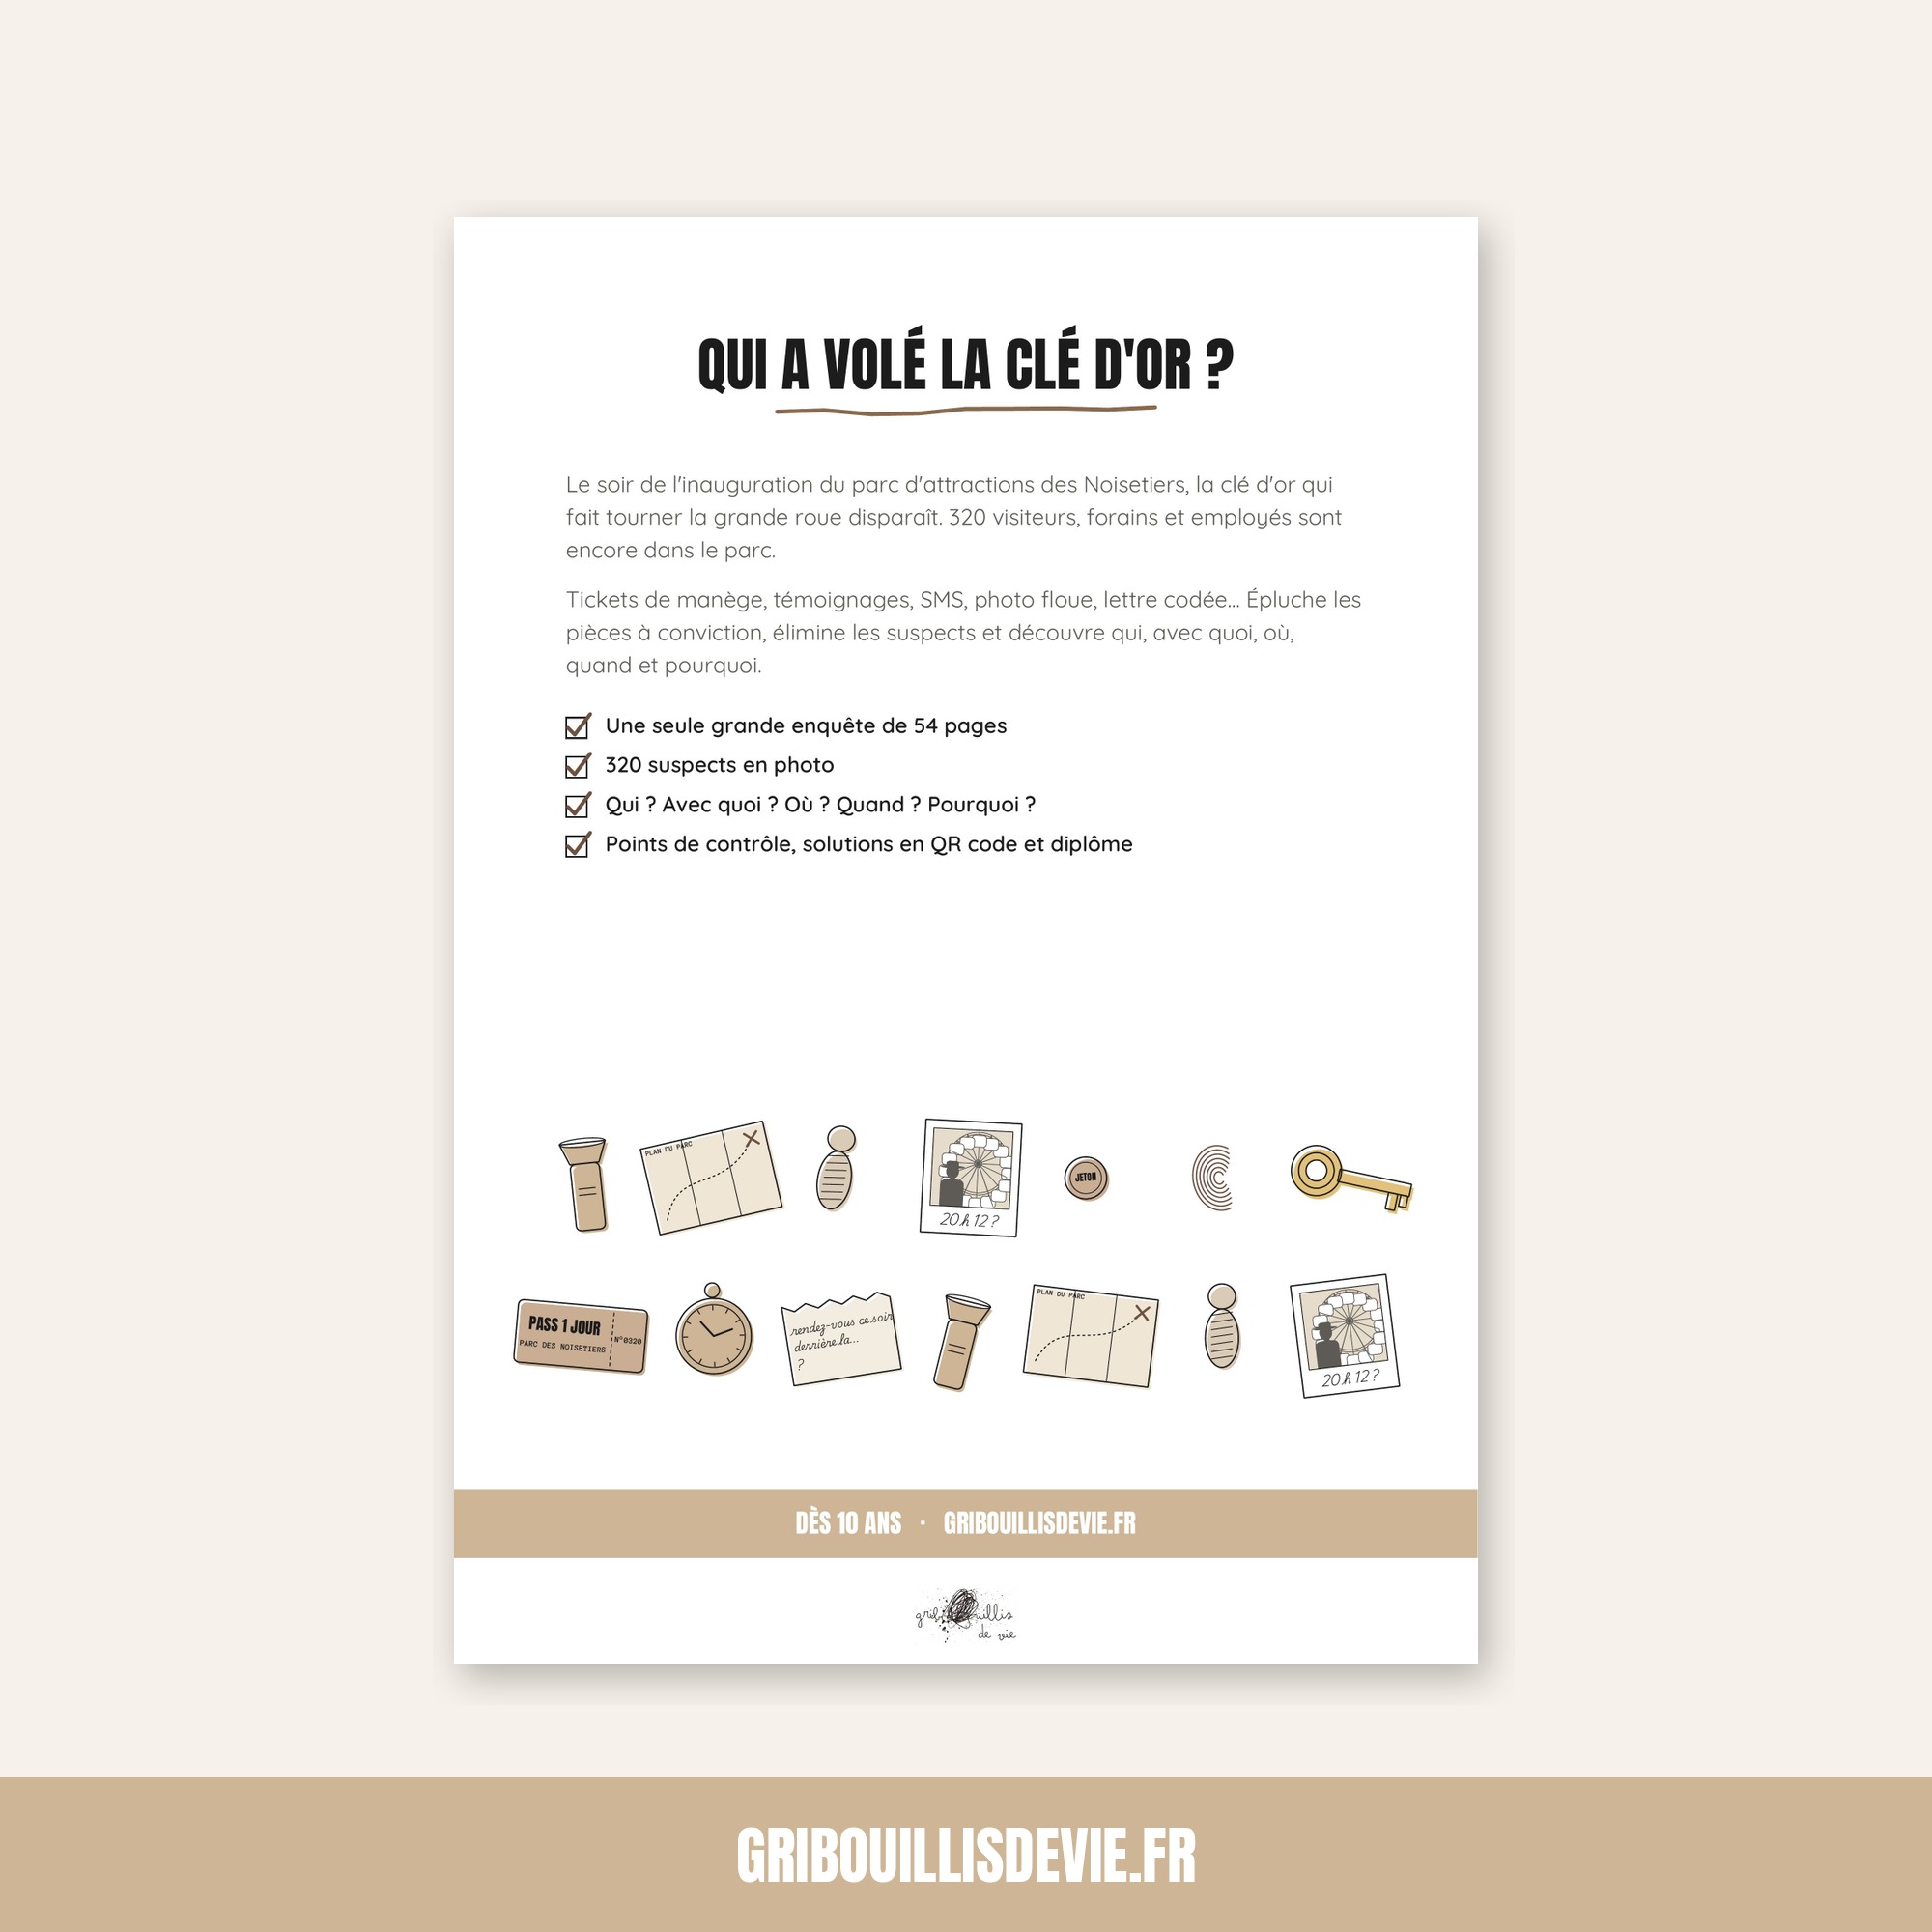 QUI A VOLÉ LA CLÉ D'OR ?
Le soir de l'inauguration du parc d'attractions des Noisetiers, la clé d'or qui
fait tourner la grande roue disparaît. 320 visiteurs, forains et employés sont
encore dans le parc.
Tickets de manège, témoignages, SMS, photo floue, lettre codée... Épluche les
pièces à conviction, élimine les suspects et découvre qui, avec quoi, où,
quand et pourquoi.
Une seule grande enquête de 54 pages
320 suspects en photo
Qui ? Avec quoi ? Où ? Quand ? Pourquoi ?
Points de contrôle, solutions en QR code et diplôme
PLAN DU PARC
20h12?
JETON
PASS 1 JOUR
PARC DES NOISETIERS
N°0320
rendez-vous ce soir
derrière la...
?
PLAN DU PARC
20h12?
DÈS 10 ANS · GRIBOUILLISDEVIE.FR
gribouillis
de vie
GRIBOUILLISDEVIE.FR